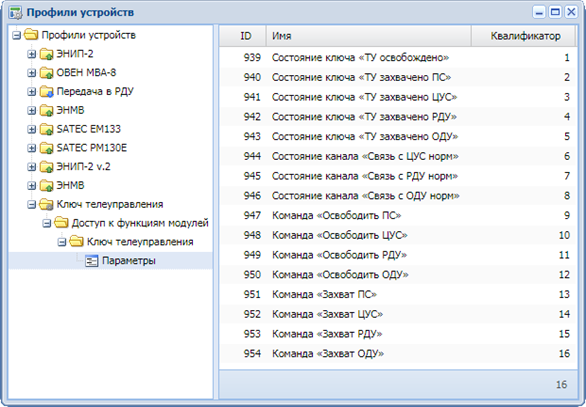 Профили устройств
Профили устройств
ЭНИП-2
ОВЕН МВА-8
Передача в РДУ
ЭНМВ
SATEC EM133
SATEC PM130E
ЭНИП-2 v.2
ЭНМВ
Ключ телеуправления
Доступ к функциям модулей
Ключ телеуправления
Параметры
ID Имя Квалификатор
939 Состояние ключа «ТУ освобождено» 1
940 Состояние ключа «ТУ захвачено ПС» 2
941 Состояние ключа «ТУ захвачено ЦУС» 3
942 Состояние ключа «ТУ захвачено РДУ» 4
943 Состояние ключа «ТУ захвачено ОДУ» 5
944 Состояние канала «Связь с ЦУС норм» 6
945 Состояние канала «Связь с РДУ норм» 7
946 Состояние канала «Связь с ОДУ норм» 8
947 Команда «Освободить ПС» 9
948 Команда «Освободить ЦУС» 10
949 Команда «Освободить РДУ» 11
950 Команда «Освободить ОДУ» 12
951 Команда «Захват ПС» 13
952 Команда «Захват ЦУС» 14
953 Команда «Захват РДУ» 15
954 Команда «Захват ОДУ» 16
16